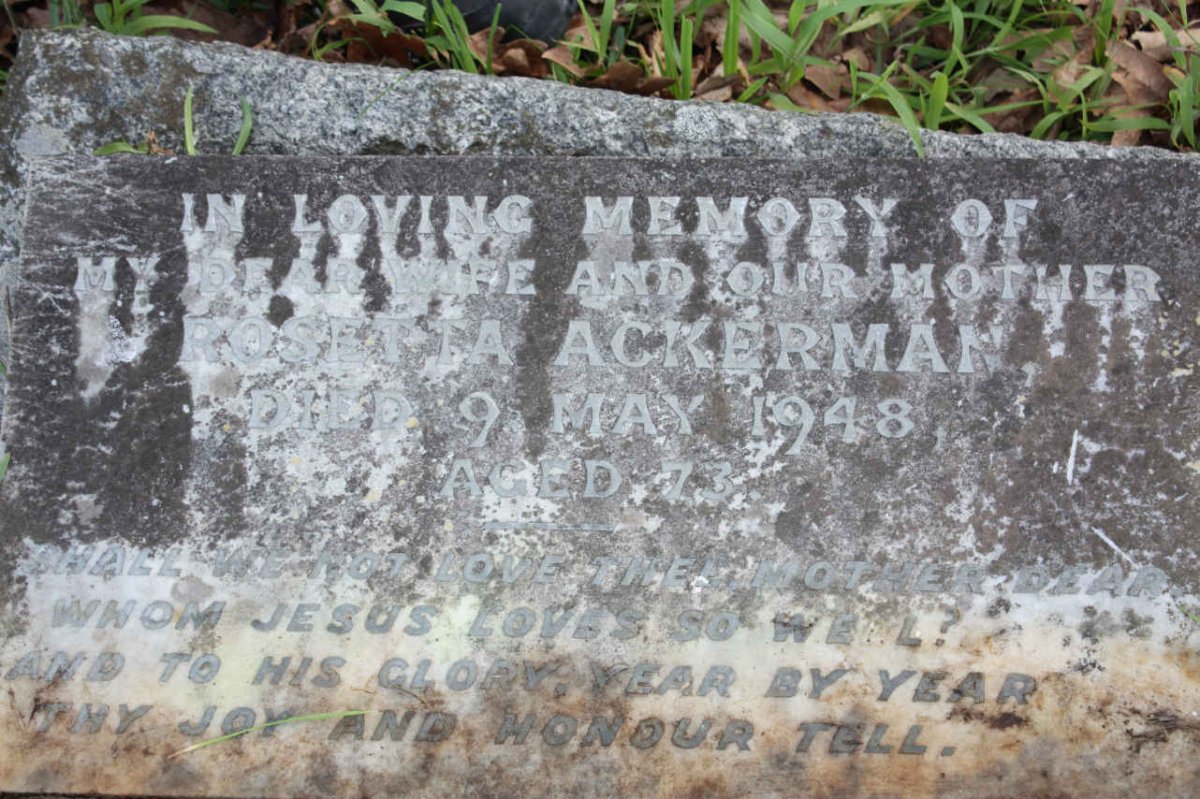 IN LOVING MEMORY OF
MY DEAR WIFE AND OUR MOTHER
ROSETTA ACKERMAN
DIED 9. MAY 1948,
AGED 73.
SHALL WE NOT LOVE THEE, MOTHER DEAR
WHOM JESUS LOVES SO WELL?
AND TO HIS GLORY, YEAR BY YEAR
THY JOY AND HONOUR TELL.